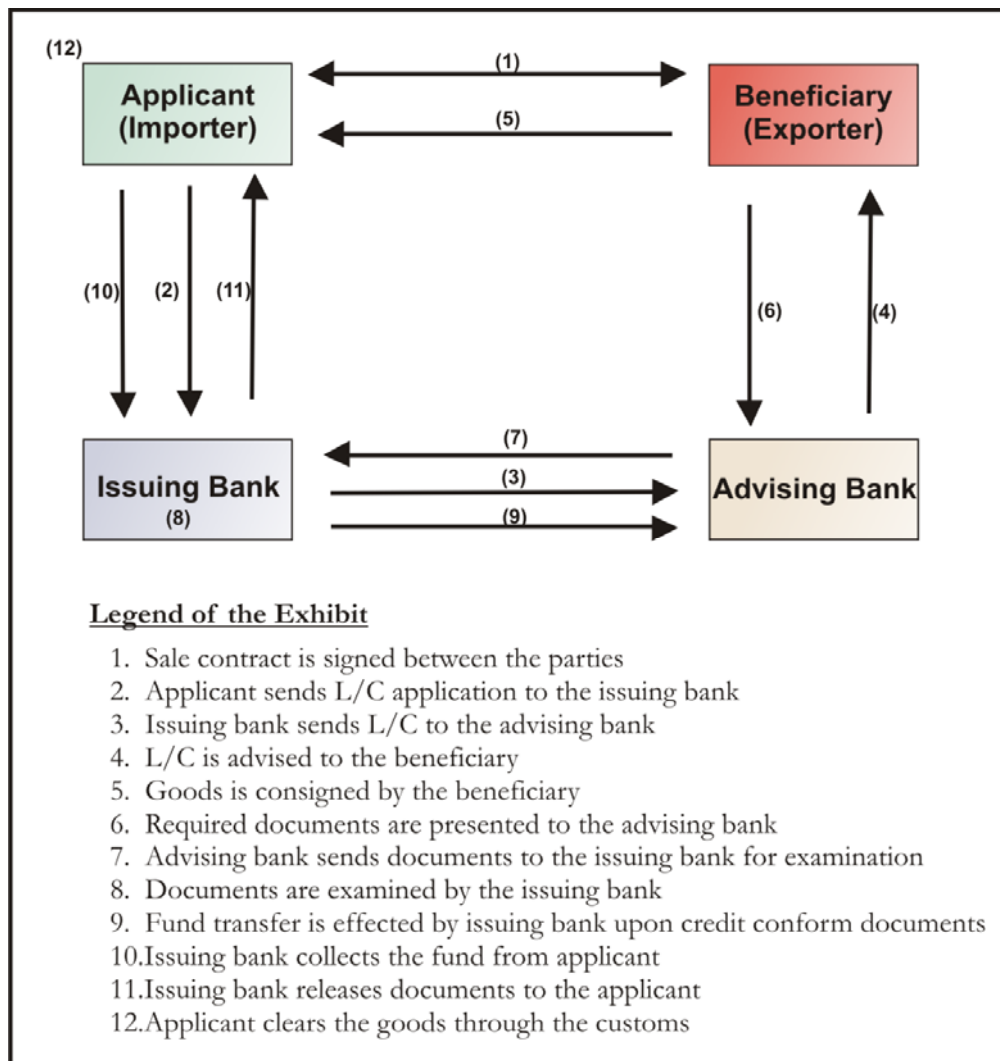 (12)
Applicant
(Importer)
(1)
(5)
Beneficiary
(Exporter)
(10)
(2)
(11)
(6)
(4)
Issuing Bank
(8)
(7)
(3)
(9)
Advising Bank
Legend of the Exhibit
1. Sale contract is signed between the parties
2. Applicant sends L/C application to the issuing bank
3. Issuing bank sends L/C to the advising bank
4. L/C is advised to the beneficiary
5. Goods is consigned by the beneficiary
6. Required documents are presented to the advising bank
7. Advising bank sends documents to the issuing bank for examination
8. Documents are examined by the issuing bank
9. Fund transfer is effected by issuing bank upon credit conform documents
10.Issuing bank collects the fund from applicant
11.Issuing bank releases documents to the applicant
12.Applicant clears the goods through the customs